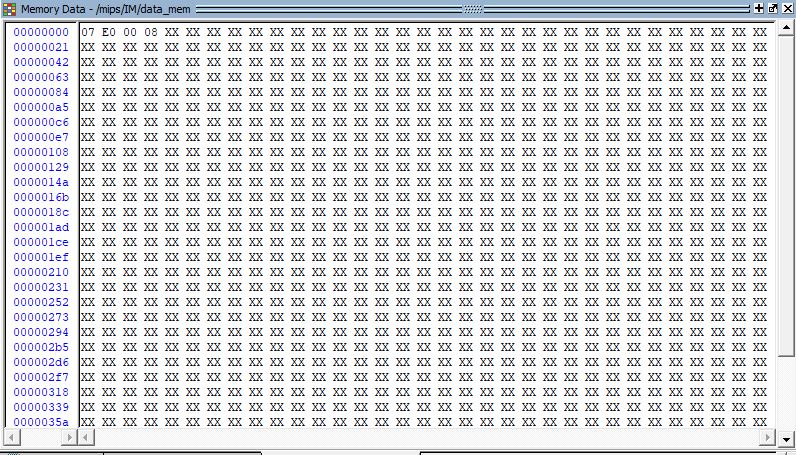 Memory Data - /mips/IM/data_mem
00000000 07 E0 00 08 XX XX XX XX XX XX XX XX XX XX XX XX XX XX XX XX XX XX XX XX XX XX XX XX XX XX XX XX XX
00000021 XX XX XX XX XX XX XX XX XX XX XX XX XX XX XX XX XX XX XX XX XX XX XX XX XX XX XX XX XX XX XX XX XX
00000042 XX XX XX XX XX XX XX XX XX XX XX XX XX XX XX XX XX XX XX XX XX XX XX XX XX XX XX XX XX XX XX XX XX
00000063 XX XX XX XX XX XX XX XX XX XX XX XX XX XX XX XX XX XX XX XX XX XX XX XX XX XX XX XX XX XX XX XX XX
00000084 XX XX XX XX XX XX XX XX XX XX XX XX XX XX XX XX XX XX XX XX XX XX XX XX XX XX XX XX XX XX XX XX XX
000000a5 XX XX XX XX XX XX XX XX XX XX XX XX XX XX XX XX XX XX XX XX XX XX XX XX XX XX XX XX XX XX XX XX XX
000000c6 XX XX XX XX XX XX XX XX XX XX XX XX XX XX XX XX XX XX XX XX XX XX XX XX XX XX XX XX XX XX XX XX XX
000000e7 XX XX XX XX XX XX XX XX XX XX XX XX XX XX XX XX XX XX XX XX XX XX XX XX XX XX XX XX XX XX XX XX XX
00000108 XX XX XX XX XX XX XX XX XX XX XX XX XX XX XX XX XX XX XX XX XX XX XX XX XX XX XX XX XX XX XX XX XX
00000129 XX XX XX XX XX XX XX XX XX XX XX XX XX XX XX XX XX XX XX XX XX XX XX XX XX XX XX XX XX XX XX XX XX
0000014a XX XX XX XX XX XX XX XX XX XX XX XX XX XX XX XX XX XX XX XX XX XX XX XX XX XX XX XX XX XX XX XX XX
0000016b XX XX XX XX XX XX XX XX XX XX XX XX XX XX XX XX XX XX XX XX XX XX XX XX XX XX XX XX XX XX XX XX XX
0000018c XX XX XX XX XX XX XX XX XX XX XX XX XX XX XX XX XX XX XX XX XX XX XX XX XX XX XX XX XX XX XX XX XX
000001ad XX XX XX XX XX XX XX XX XX XX XX XX XX XX XX XX XX XX XX XX XX XX XX XX XX XX XX XX XX XX XX XX XX
000001ce XX XX XX XX XX XX XX XX XX XX XX XX XX XX XX XX XX XX XX XX XX XX XX XX XX XX XX XX XX XX XX XX XX
000001ef XX XX XX XX XX XX XX XX XX XX XX XX XX XX XX XX XX XX XX XX XX XX XX XX XX XX XX XX XX XX XX XX XX
00000210 XX XX XX XX XX XX XX XX XX XX XX XX XX XX XX XX XX XX XX XX XX XX XX XX XX XX XX XX XX XX XX XX XX
00000231 XX XX XX XX XX XX XX XX XX XX XX XX XX XX XX XX XX XX XX XX XX XX XX XX XX XX XX XX XX XX XX XX XX
00000252 XX XX XX XX XX XX XX XX XX XX XX XX XX XX XX XX XX XX XX XX XX XX XX XX XX XX XX XX XX XX XX XX XX
00000273 XX XX XX XX XX XX XX XX XX XX XX XX XX XX XX XX XX XX XX XX XX XX XX XX XX XX XX XX XX XX XX XX XX
00000294 XX XX XX XX XX XX XX XX XX XX XX XX XX XX XX XX XX XX XX XX XX XX XX XX XX XX XX XX XX XX XX XX XX
000002b5 XX XX XX XX XX XX XX XX XX XX XX XX XX XX XX XX XX XX XX XX XX XX XX XX XX XX XX XX XX XX XX XX XX
000002d6 XX XX XX XX XX XX XX XX XX XX XX XX XX XX XX XX XX XX XX XX XX XX XX XX XX XX XX XX XX XX XX XX XX
000002f7 XX XX XX XX XX XX XX XX XX XX XX XX XX XX XX XX XX XX XX XX XX XX XX XX XX XX XX XX XX XX XX XX XX
00000318 XX XX XX XX XX XX XX XX XX XX XX XX XX XX XX XX XX XX XX XX XX XX XX XX XX XX XX XX XX XX XX XX XX
00000339 XX XX XX XX XX XX XX XX XX XX XX XX XX XX XX XX XX XX XX XX XX XX XX XX XX XX XX XX XX XX XX XX XX
0000035a XX XX XX XX XX XX XX XX XX XX XX XX XX XX XX XX XX XX XX XX XX XX XX XX XX XX XX XX XX XX XX XX XX